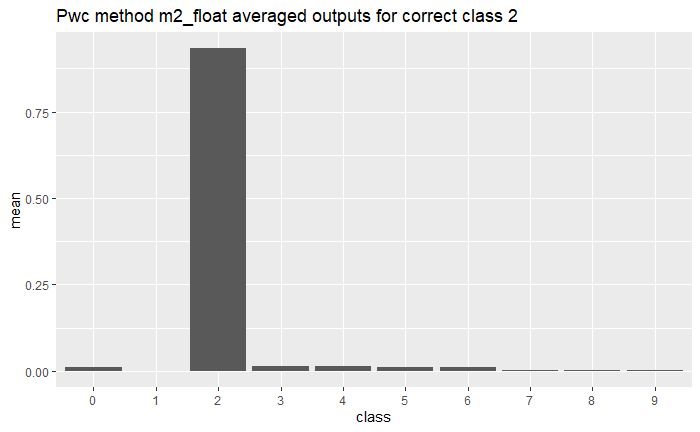 Pwc method m2_float averaged outputs for correct class 2
mean
0.75
0.50
0.25
0.00
0 1 2 3 4 5 6 7 8 9
class